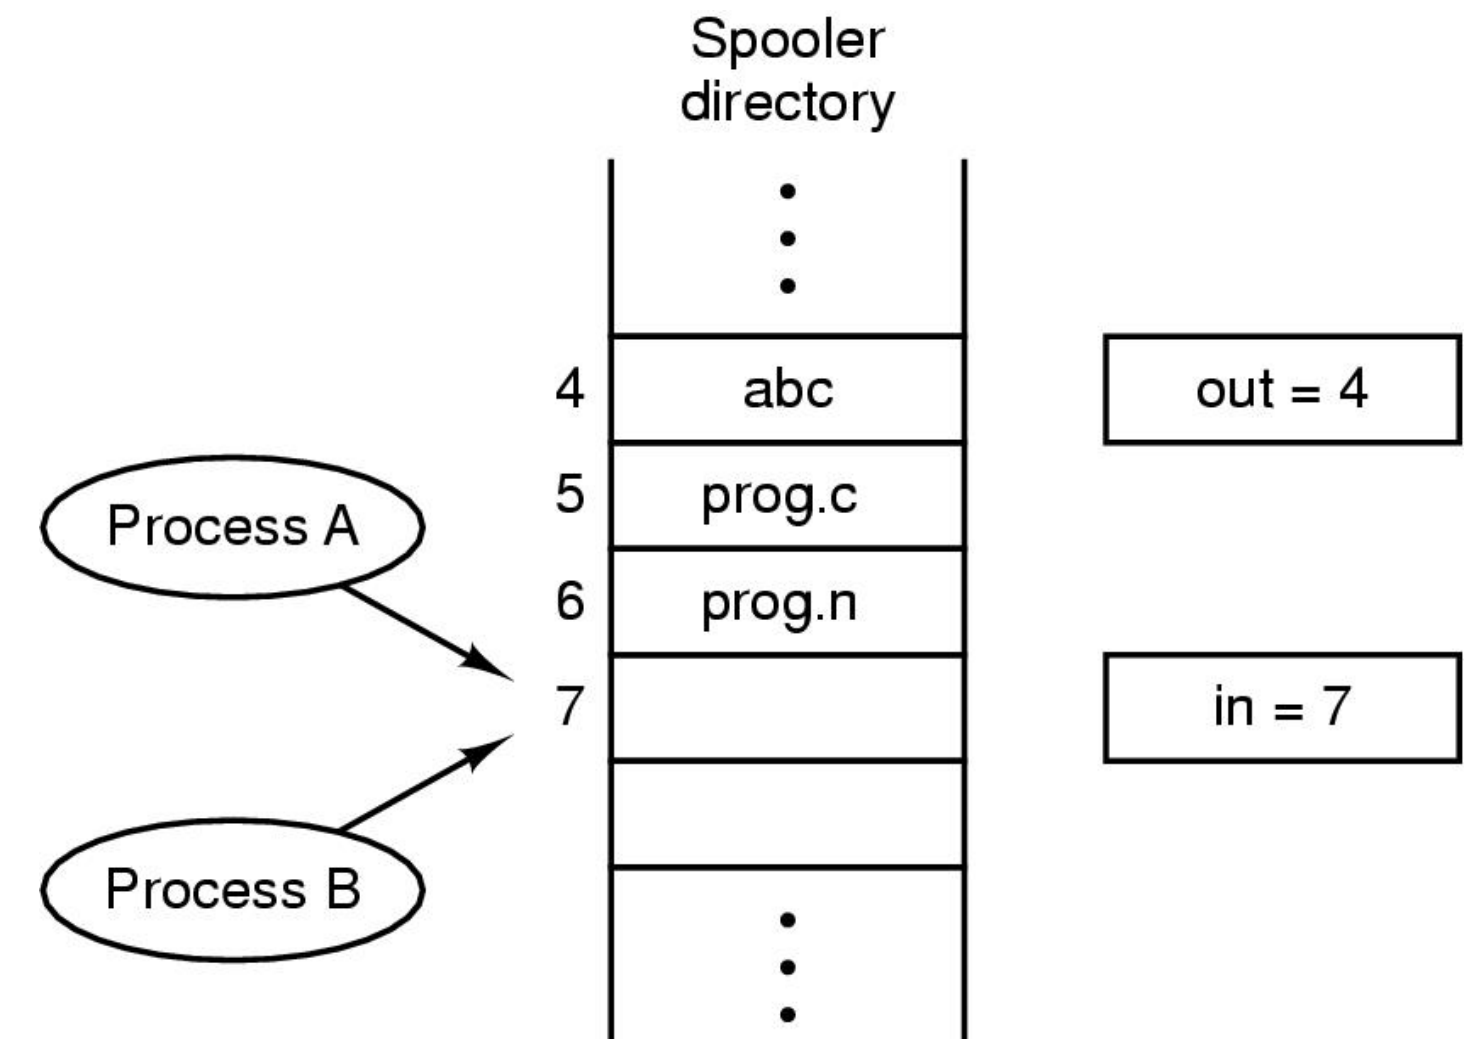 Spooler
directory
4 abc out = 4
5 prog.c
Process A
6 prog.n
7 in = 7
Process B